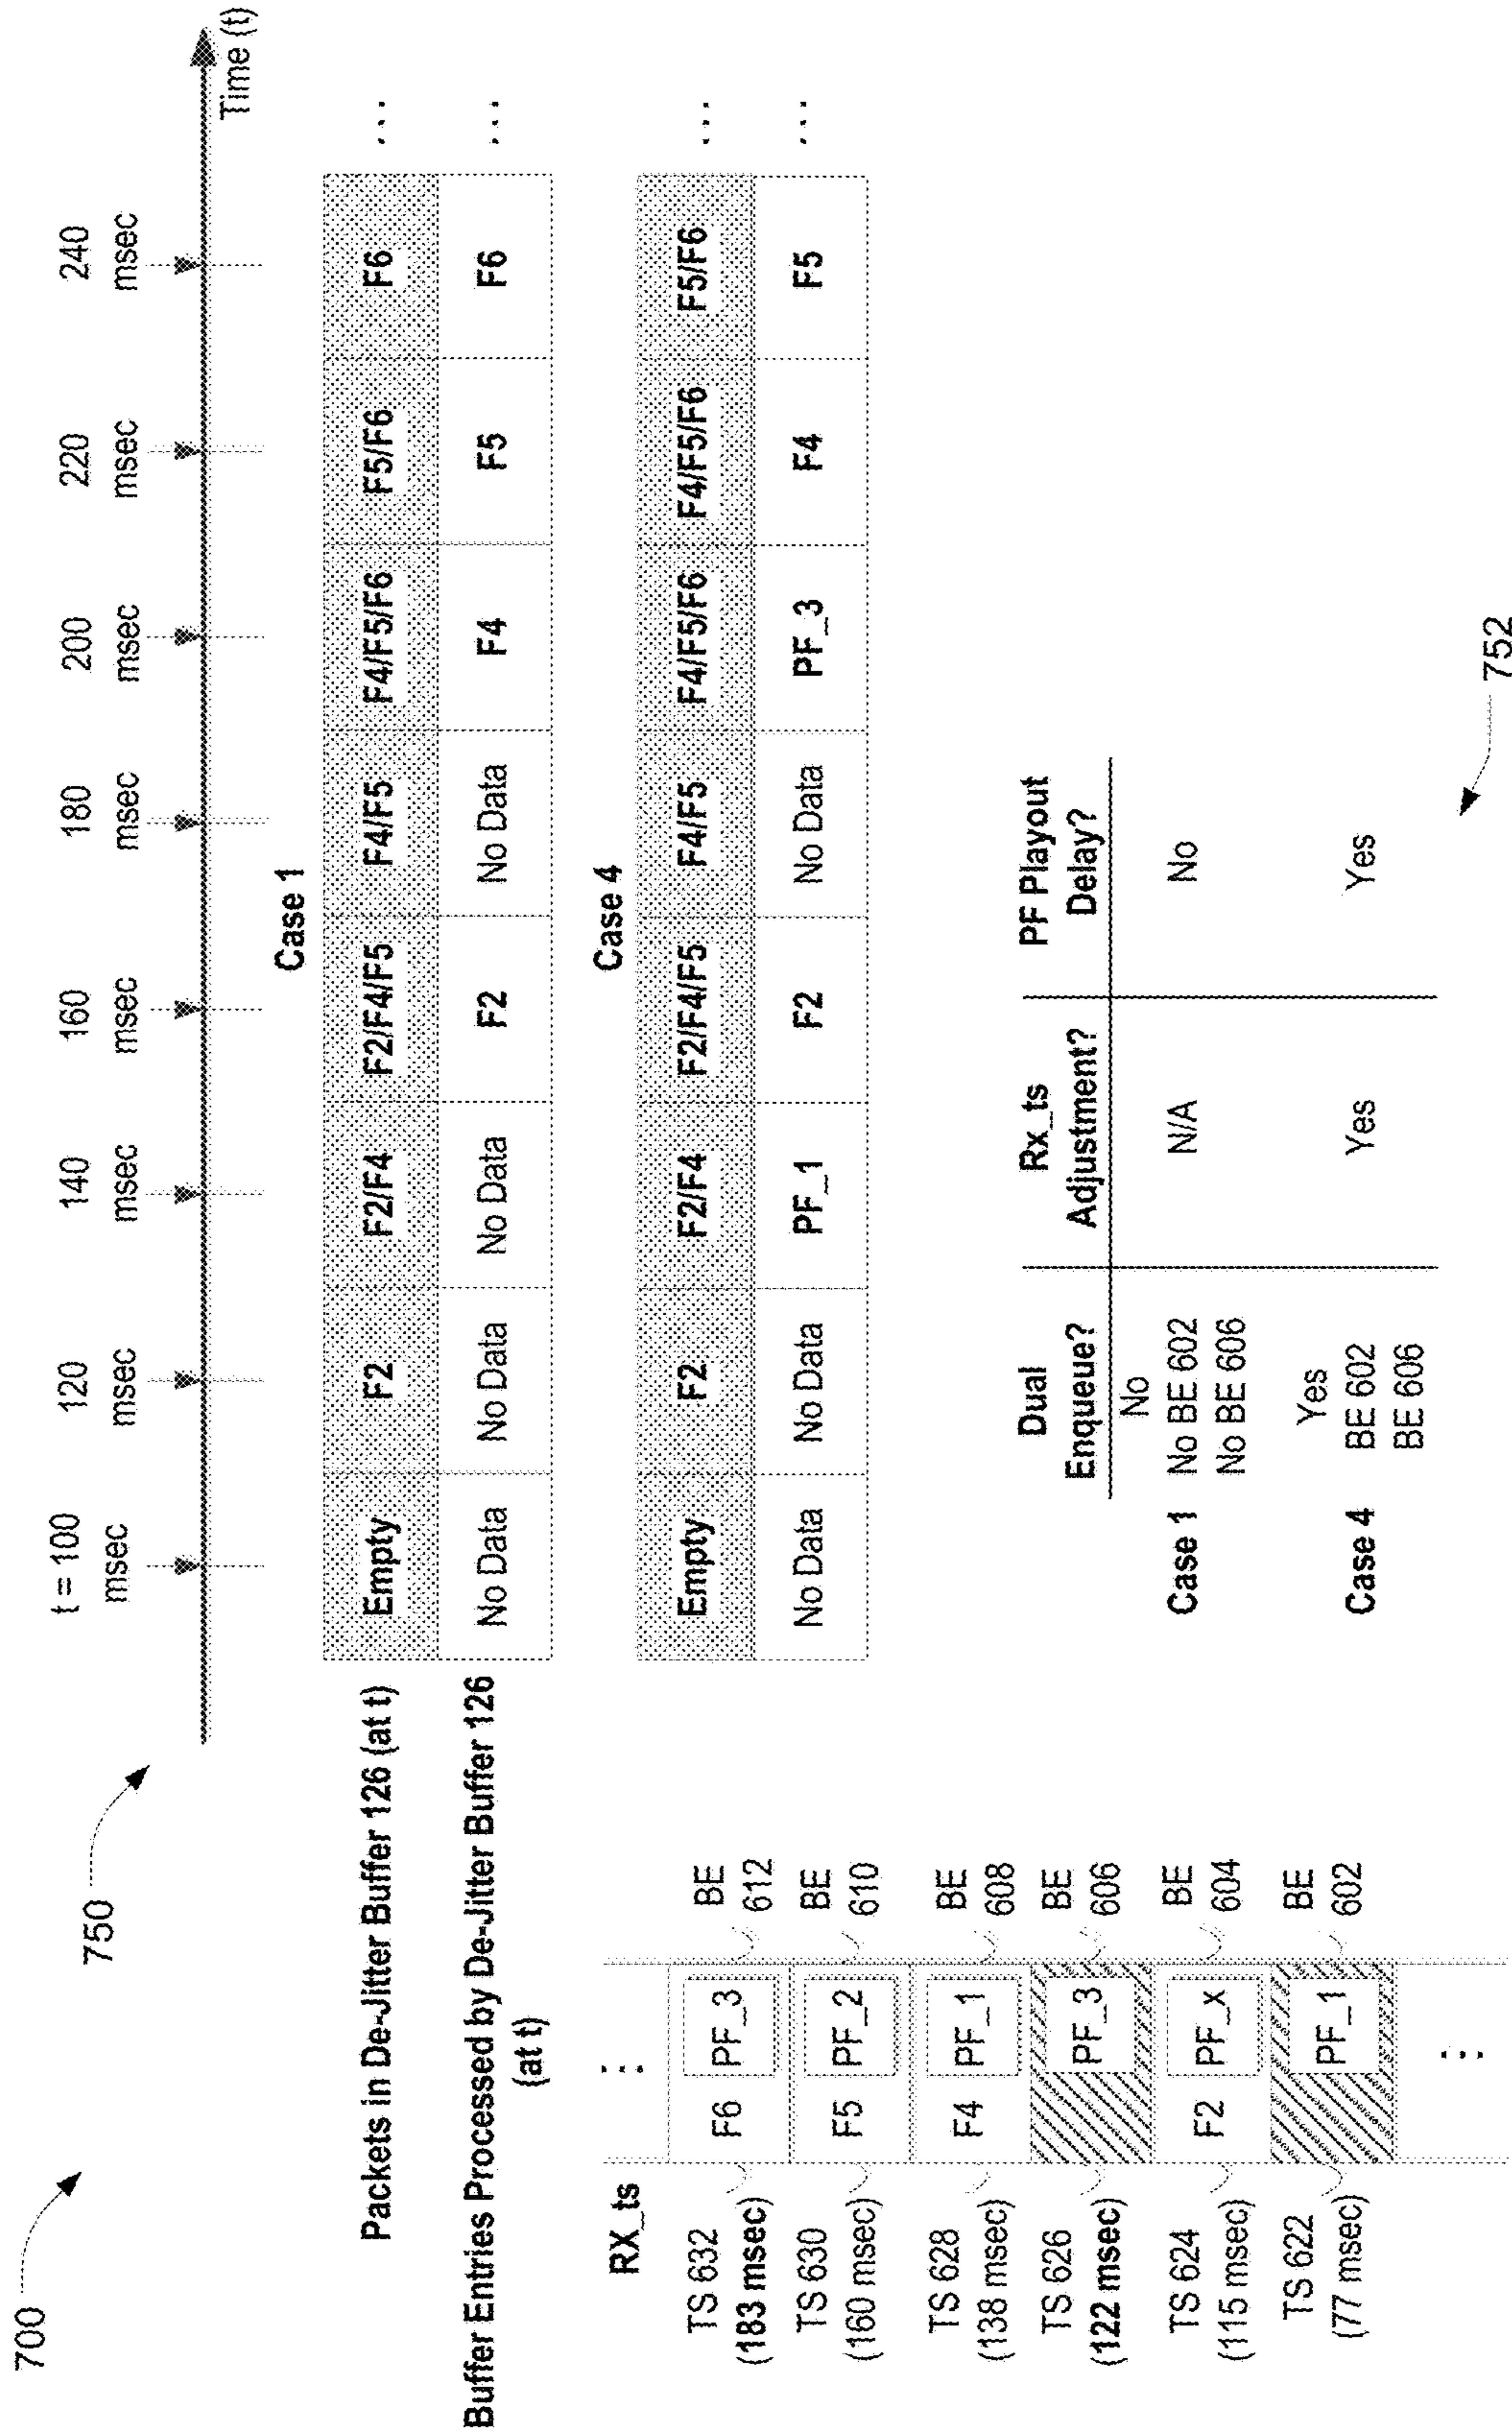 700
750
t = 100 msec
120 msec
140 msec
160 msec
180 msec
200 msec
220 msec
240 msec
Time (t)
Case 1
Packets in De-Jitter Buffer 126 (at t)
Empty F2 F2/F4 F2/F4/F5 F4/F5 F4/F5/F6 F5/F6 F6 ...
Buffer Entries Processed by De-Jitter Buffer 126
(at t)
No Data No Data No Data F2 No Data F4 F5 F6 ...
Case 4
Empty F2 F2/F4 F2/F4/F5 F4/F5 F4/F5/F6 F4/F5/F6 F5/F6 ...
No Data No Data PF_1 F2 No Data PF_3 F4 F5 ...
RX_ts
TS 632
(183 msec)
F6 PF_3
BE
612
TS 630
(160 msec)
F5 PF_2
BE
610
TS 628
(138 msec)
F4 PF_1
BE
608
TS 626
(122 msec)
PF_3
BE
606
TS 624
(115 msec)
F2 PF_x
BE
604
TS 622
(77 msec)
PF_1
BE
602
Dual
Enqueue?
Rx_ts
Adjustment?
PF Playout
Delay?
Case 1
No
No BE 602
No BE 606
N/A
No
Case 4
Yes
BE 602
BE 606
Yes
Yes
752